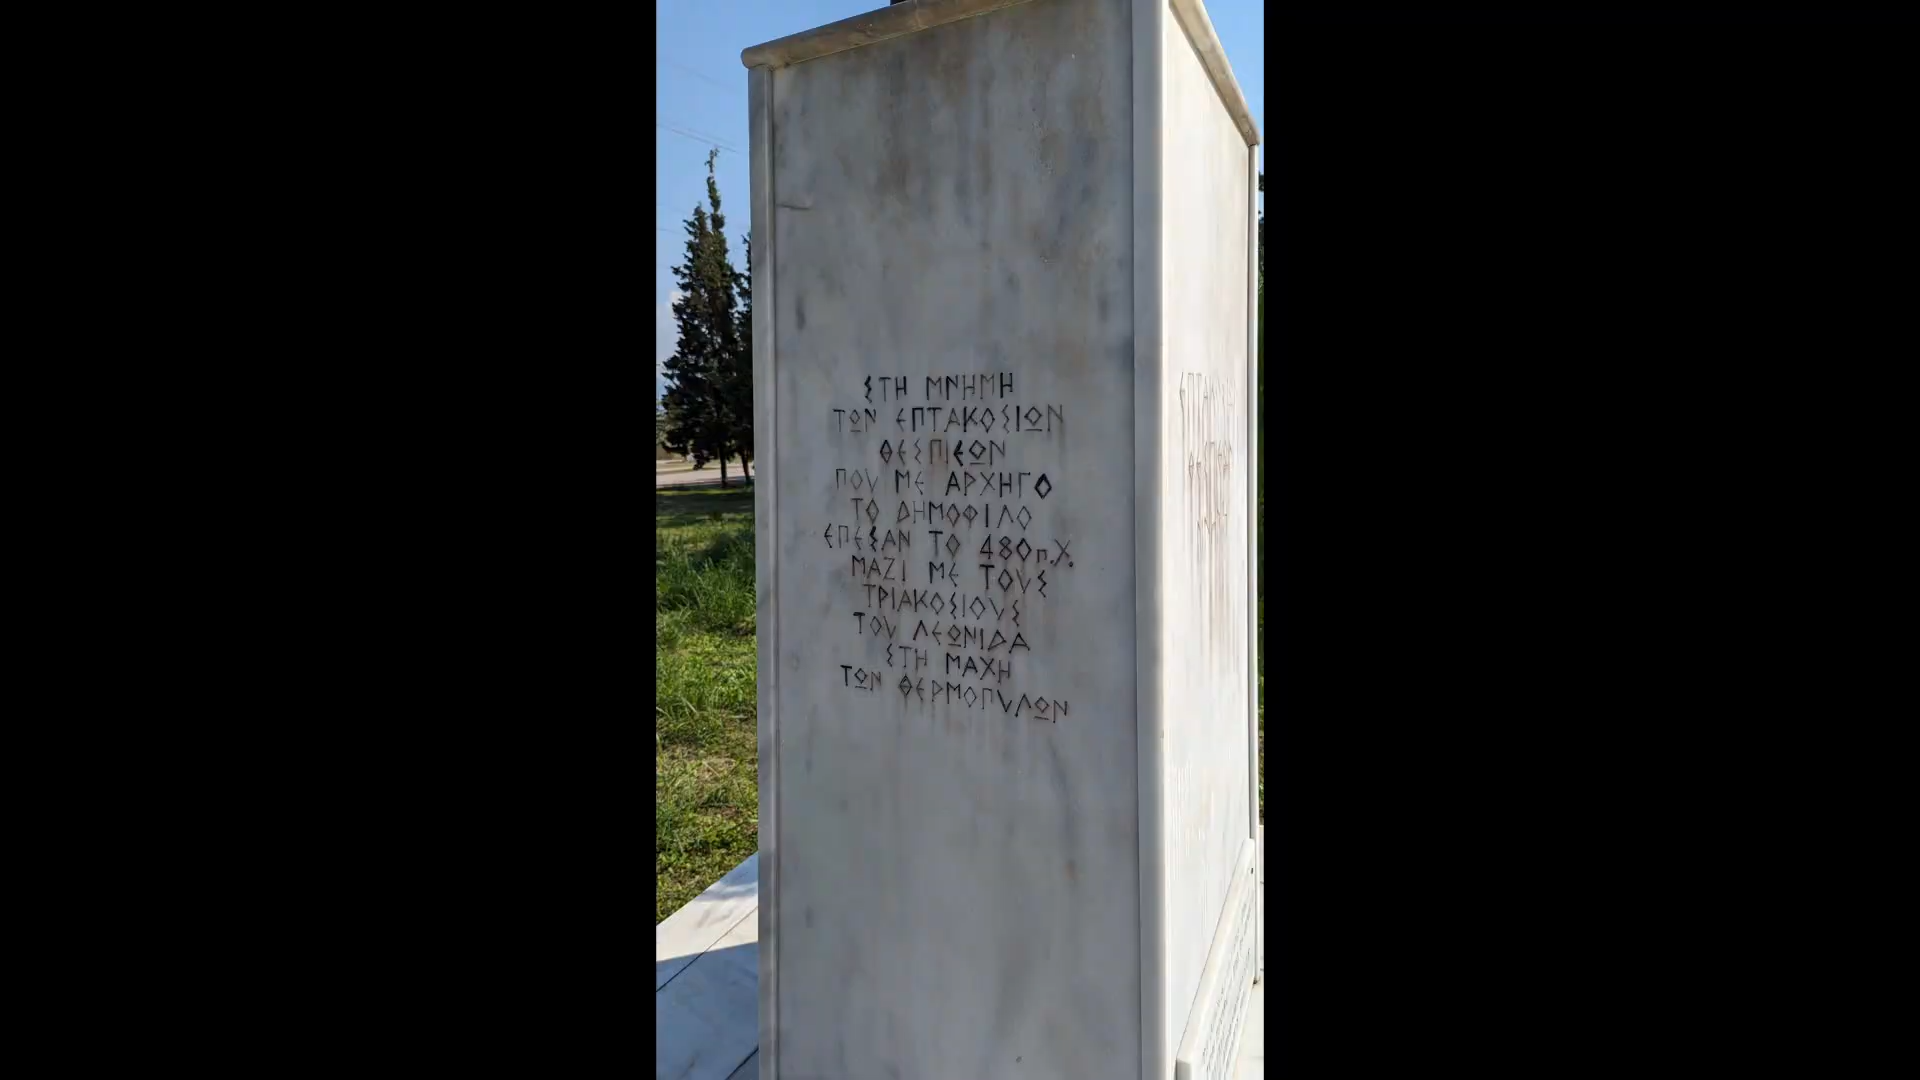 ΣΤΗ ΜΝΗΜΗ
ΤΩΝ ΕΠΤΑΚΟΣΙΩΝ
ΘΕΣΠΙΕΩΝ
ΠΟΥ ΜΕ ΑΡΧΗΓΟ
ΤΟ ΔΗΜΟΦΙΛΟ
ΕΠΕΣΑΝ ΤΟ 480π.Χ.
ΜΑΖΙ ΜΕ ΤΟΥΣ
ΤΡΙΑΚΟΣΙΟΥΣ
ΤΟΥ ΛΕΩΝΙΔΑ
ΣΤΗ ΜΑΧΗ
ΤΩΝ ΘΕΡΜΟΠΥΛΩΝ